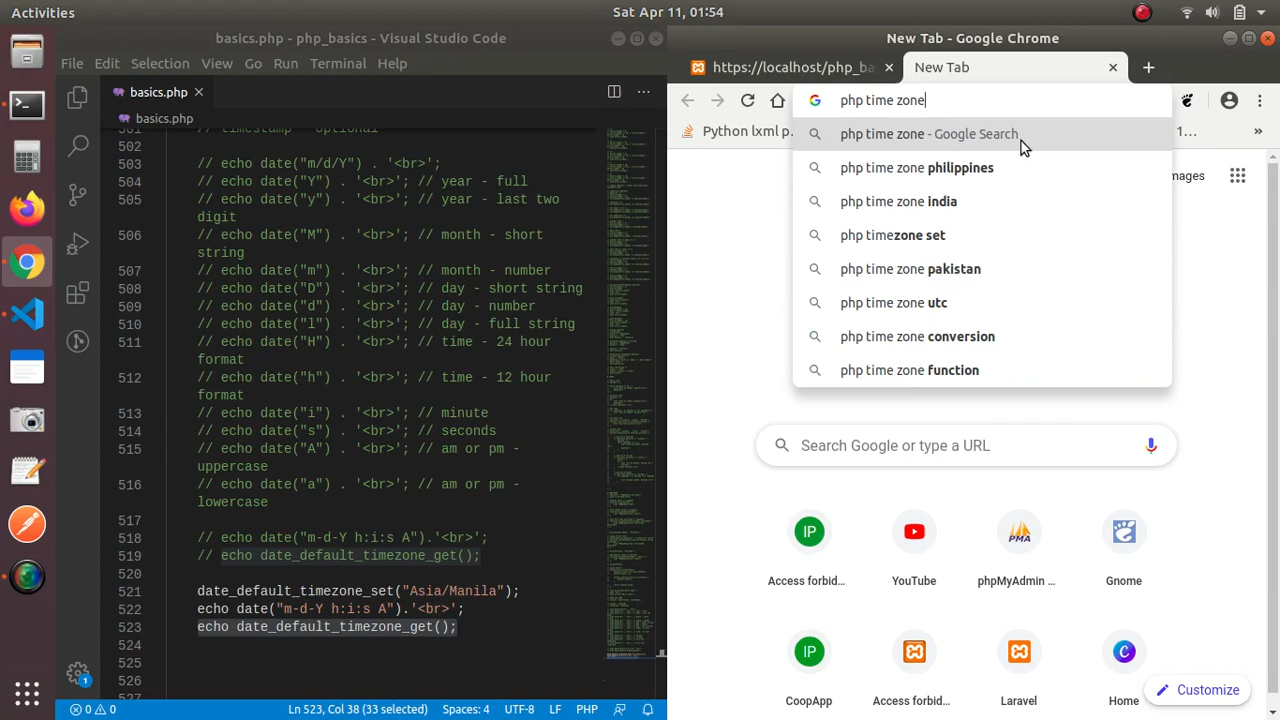 Activities
Sat Apr 11, 01:54
basics.php - php_basics - Visual Studio Code
File Edit Selection View Go Run Terminal Help
basics.php
basics.php
502
503 // echo date("m/d/Y") . '<br>';
504 // echo date("Y") . '<br>'; // year - full
505 // echo date("y") . '<br>'; // year - last two
digit
506 // echo date("M") . '<br>'; // month - short
string
507 // echo date("m") . '<br>'; // month - number
508 // echo date("D") . '<br>'; // day - short string
509 // echo date("d") . '<br>'; // day - number
510 // echo date("l") . '<br>'; // day - full string
511 // echo date("H") . '<br>'; // time - 24 hour
format
512 // echo date("h") . '<br>'; // time - 12 hour
format
513 // echo date("i") . '<br>'; // minute
514 // echo date("s") . '<br>'; // seconds
515 // echo date("A") . '<br>'; // am or pm -
uppercase
516 // echo date("a") . '<br>'; // am or pm -
lowercase
517
518 // echo date("m-d-Y h:i:s A").'<br>';
519 // echo date_default_timezone_get();
520
521 date_default_timezone_set("Asia/Manila");
522 echo date("m-d-Y h:i:s A").'<br>';
523 echo date_default_timezone_get();
524
525
526
527
1
0 0 Ln 523, Col 38 (33 selected) Spaces: 4 UTF-8 LF PHP
New Tab - Google Chrome
https://localhost/php_ba
New Tab
php time zone
Python lxml p
1...
»
php time zone - Google Search
php time zone philippines
mages
php time zone india
php timezone set
php time zone pakistan
php time zone utc
php time zone conversion
php time zone function
Search Google or type a URL
IP
PMA
Access forbid...
YouTube
phpMyAdmin ...
Gnome
IP
CoopApp
Access forbid...
Laravel
Home
Customize